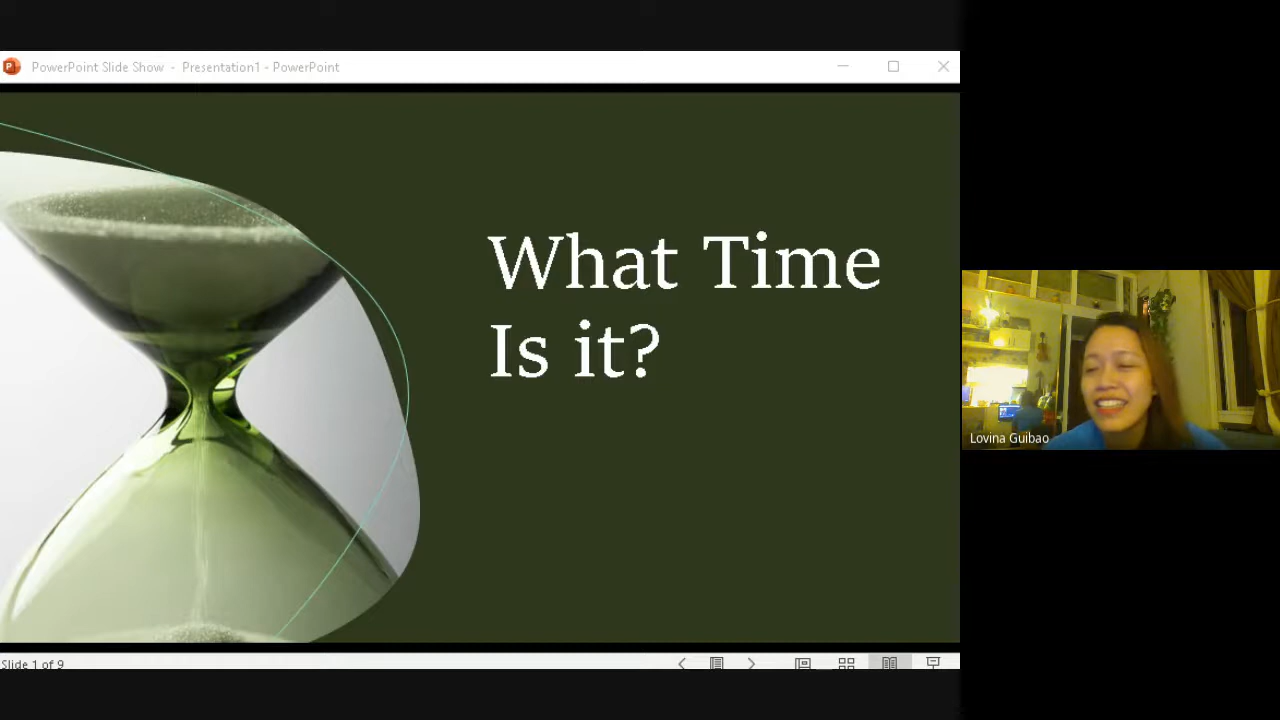 PowerPoint Slide Show - Presentation1 - PowerPoint
What Time
Is it?
Lovina Guibao
Slide 1 of 9